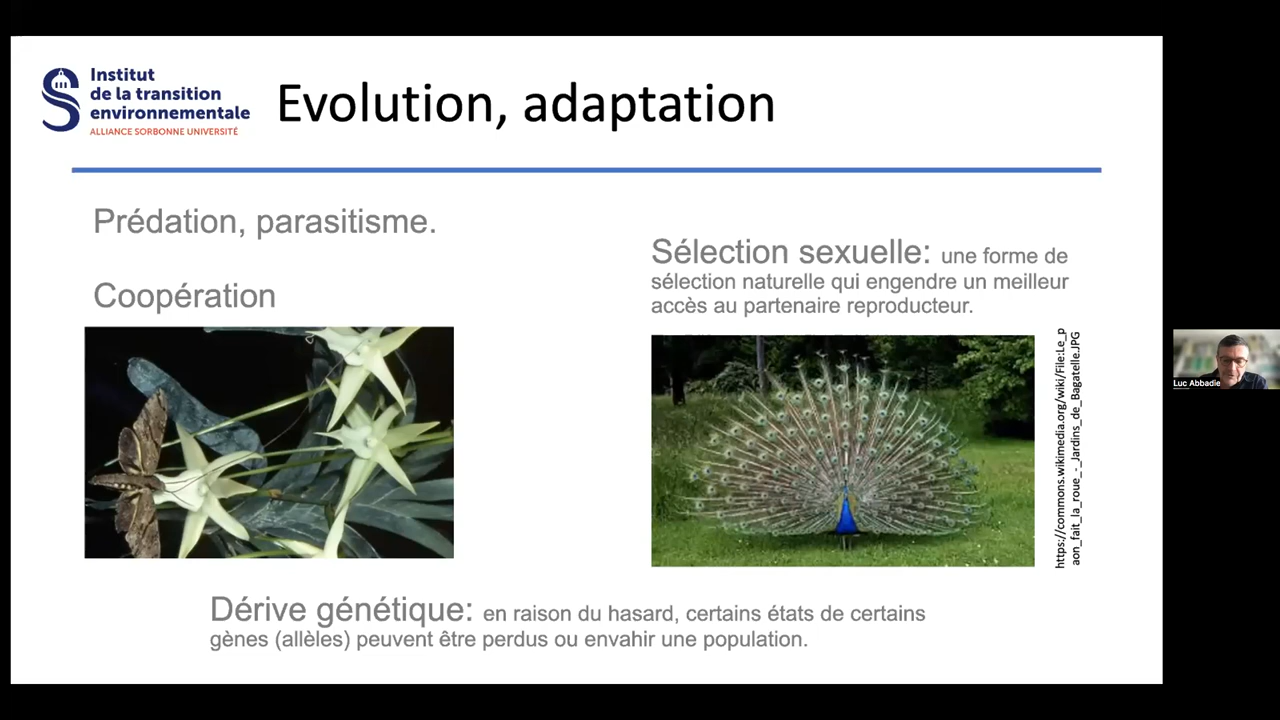 Institut
de la transition
environnementale
ALLIANCE SORBONNE UNIVERSITÉ
Evolution, adaptation
Prédation, parasitisme.
Coopération
Sélection sexuelle: une forme de
sélection naturelle qui engendre un meilleur
accès au partenaire reproducteur.
https://commons.wikimedia.org/wiki/File:Le_p
aon_fait_la_roue_-_Jardins_de_Bagatelle.JPG
Dérive génétique: en raison du hasard, certains états de certains
gènes (allèles) peuvent être perdus ou envahir une population.
Luc Abbadie